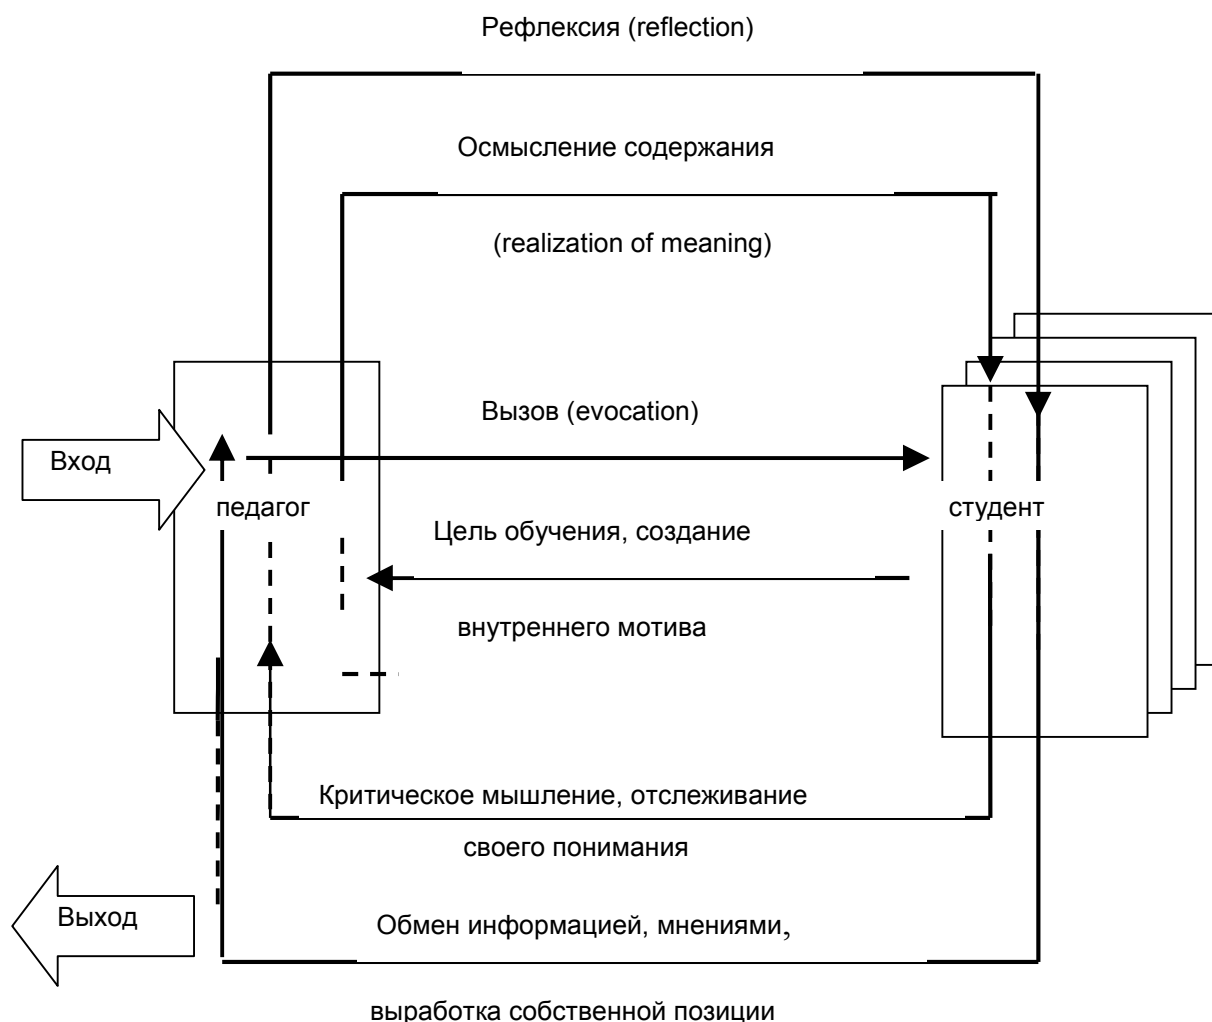 Рефлексия (reflection)
Осмысление содержания
(realization of meaning)
Вызов (evocation)
Вход
педагог
студент
Цель обучения, создание
внутреннего мотива
Критическое мышление, отслеживание
своего понимания
Выход
Обмен информацией, мнениями,
выработка собственной позиции